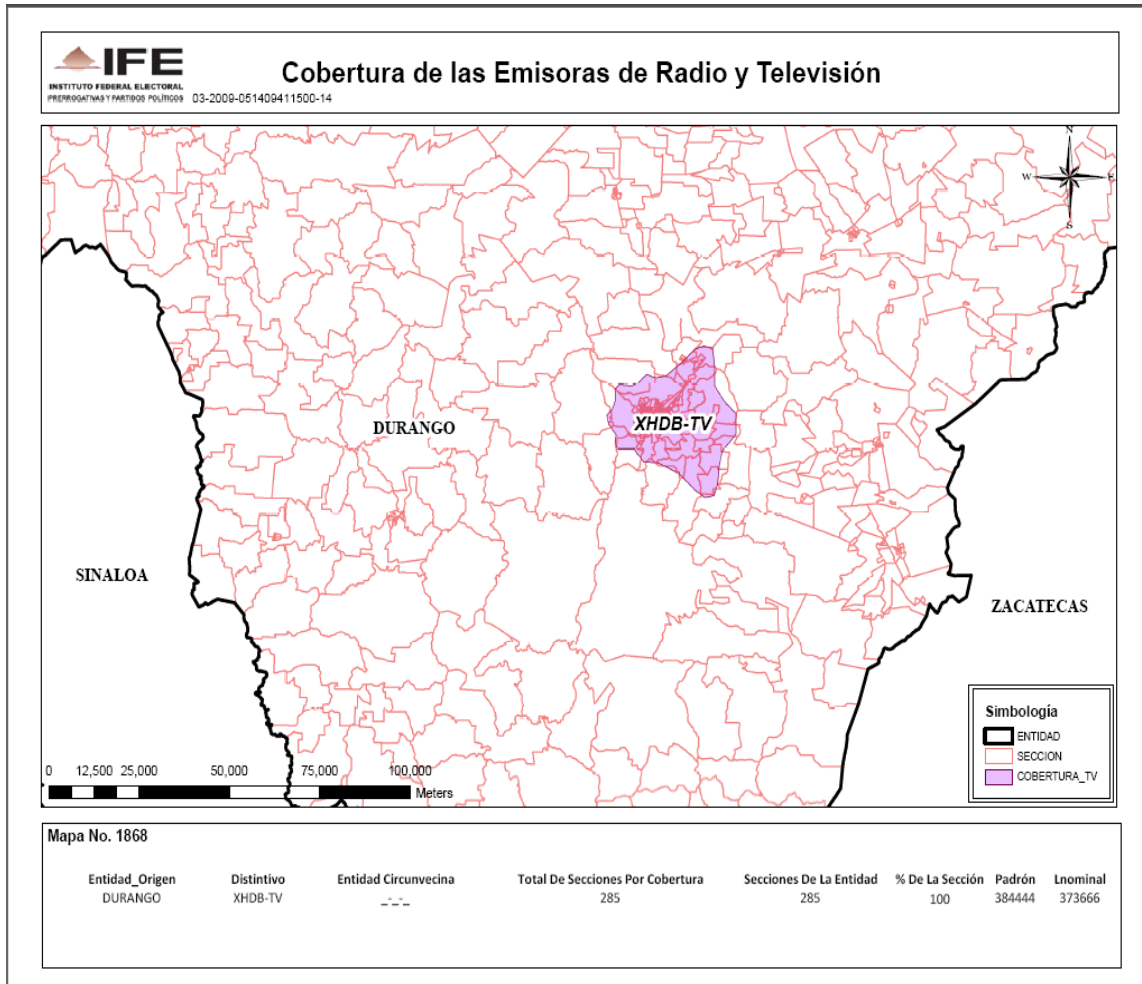 IFE
INSTITUTO FEDERAL ELECTORAL
PRERROGATIVAS Y PARTIDOS POLÍTICOS
03-2009-051409411500-14
Cobertura de las Emisoras de Radio y Televisión
N
W E
S
XHDB-TV
DURANGO
SINALOA
ZACATECAS
Simbología
ENTIDAD
SECCION
COBERTURA_TV
0 12,500 25,000 50,000 75,000 100,000
Meters
Mapa No. 1868
Entidad_Origen Distintivo Entidad Circunvecina Total De Secciones Por Cobertura Secciones De La Entidad % De La Sección Padrón Lnominal
DURANGO XHDB-TV _-_-_ 285 285 100 384444 373666